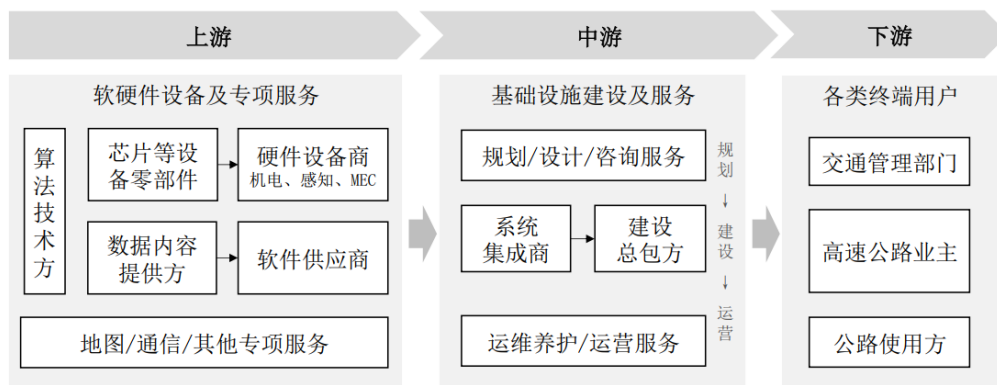 上游
中游
下游
软硬件设备及专项服务
算法技术方
芯片等设
备零部件
硬件设备商
机电、感知、MEC
数据内容
提供方
软件供应商
地图/通信/其他专项服务
基础设施建设及服务
规划/设计/咨询服务
系统
集成商
建设
总包方
运维养护/运营服务
规划
↓
建设
↓
运营
各类终端用户
交通管理部门
高速公路业主
公路使用方